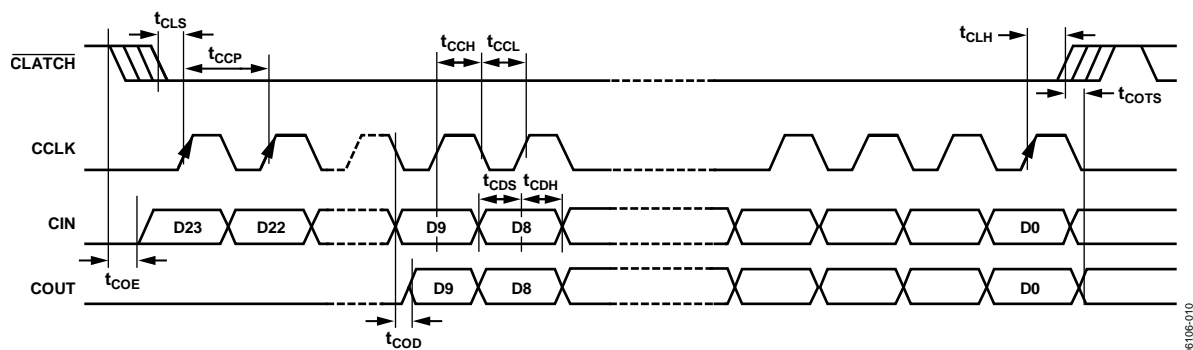 tCLS
tCCP
tCCH tCCL
tCLH
CLATCH
tCOTS
CCLK
tCDS tCDH
CIN D23 D22 D9 D8 D0
tCOE
COUT D9 D8 D0
tCOD
06106-010